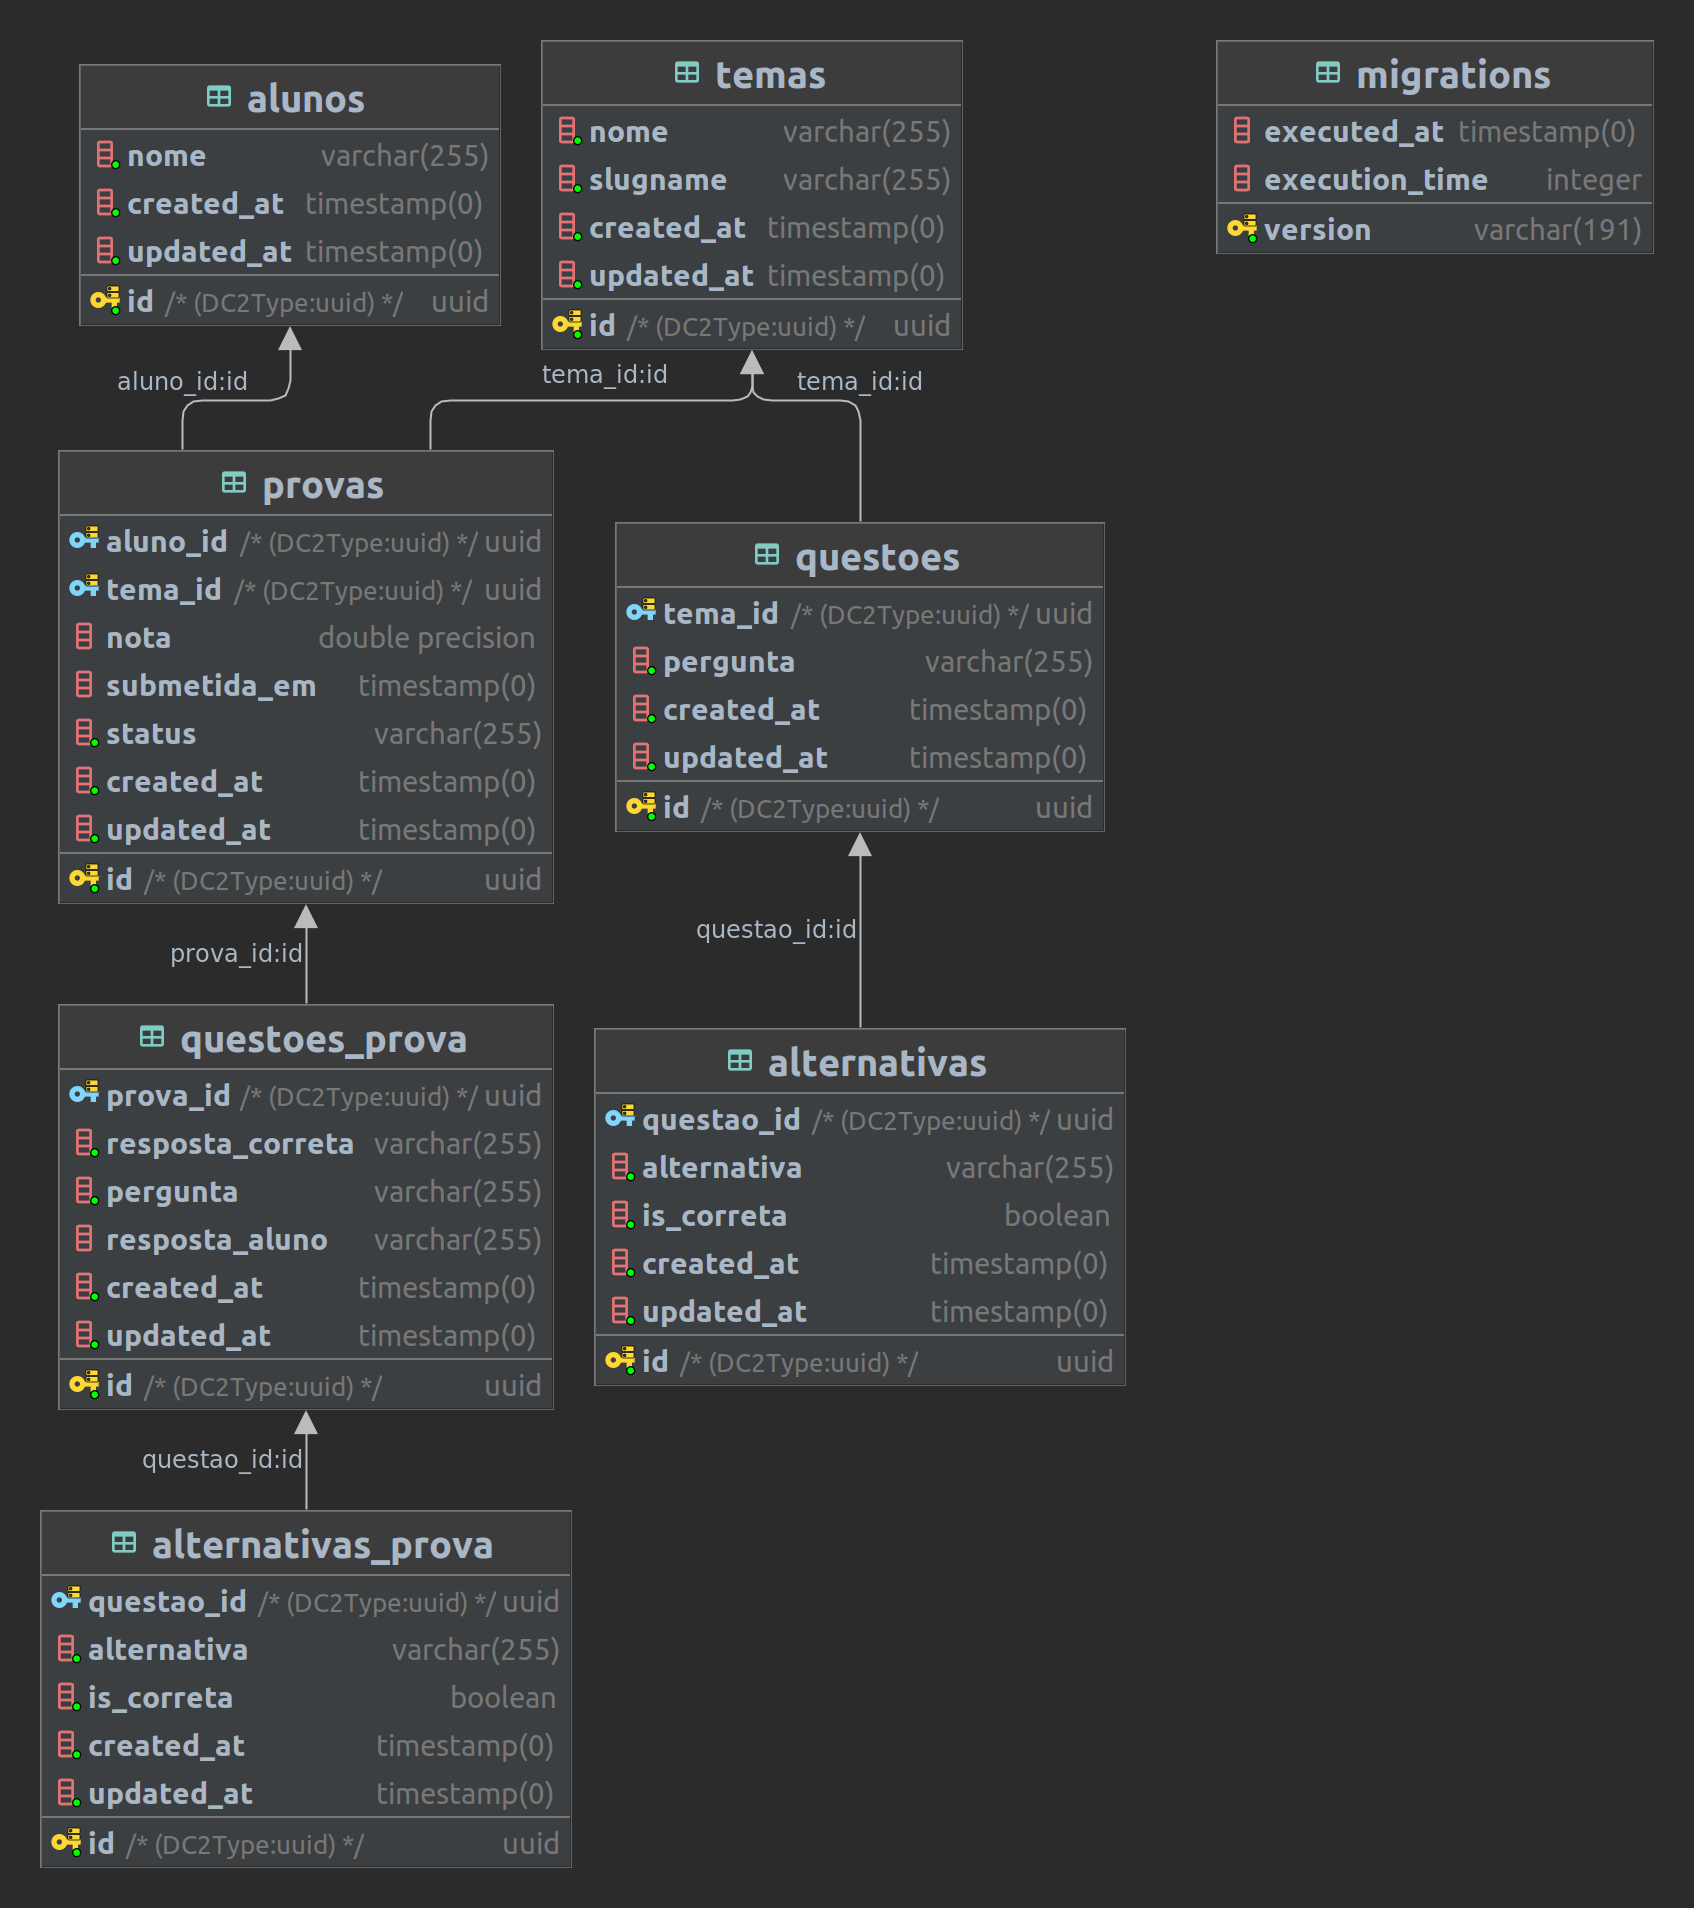 alunos
nome varchar(255)
created_at timestamp(0)
updated_at timestamp(0)
id /* (DC2Type:uuid) */ uuid
temas
nome varchar(255)
slugname varchar(255)
created_at timestamp(0)
updated_at timestamp(0)
id /* (DC2Type:uuid) */ uuid
migrations
executed_at timestamp(0)
execution_time integer
version varchar(191)
aluno_id:id
tema_id:id
tema_id:id
provas
aluno_id /* (DC2Type:uuid) */ uuid
tema_id /* (DC2Type:uuid) */ uuid
nota double precision
submetida_em timestamp(0)
status varchar(255)
created_at timestamp(0)
updated_at timestamp(0)
id /* (DC2Type:uuid) */ uuid
questoes
tema_id /* (DC2Type:uuid) */ uuid
pergunta varchar(255)
created_at timestamp(0)
updated_at timestamp(0)
id /* (DC2Type:uuid) */ uuid
prova_id:id
questao_id:id
questoes_prova
prova_id /* (DC2Type:uuid) */ uuid
resposta_correta varchar(255)
pergunta varchar(255)
resposta_aluno varchar(255)
created_at timestamp(0)
updated_at timestamp(0)
id /* (DC2Type:uuid) */ uuid
alternativas
questao_id /* (DC2Type:uuid) */ uuid
alternativa varchar(255)
is_correta boolean
created_at timestamp(0)
updated_at timestamp(0)
id /* (DC2Type:uuid) */ uuid
questao_id:id
alternativas_prova
questao_id /* (DC2Type:uuid) */ uuid
alternativa varchar(255)
is_correta boolean
created_at timestamp(0)
updated_at timestamp(0)
id /* (DC2Type:uuid) */ uuid